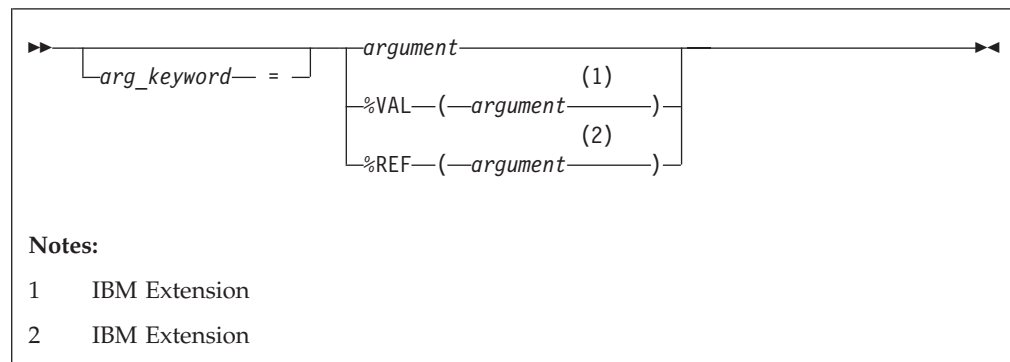 argument
arg_keyword =
(1)
%VAL ( argument )
(2)
%REF ( argument )
Notes:
1 IBM Extension
2 IBM Extension